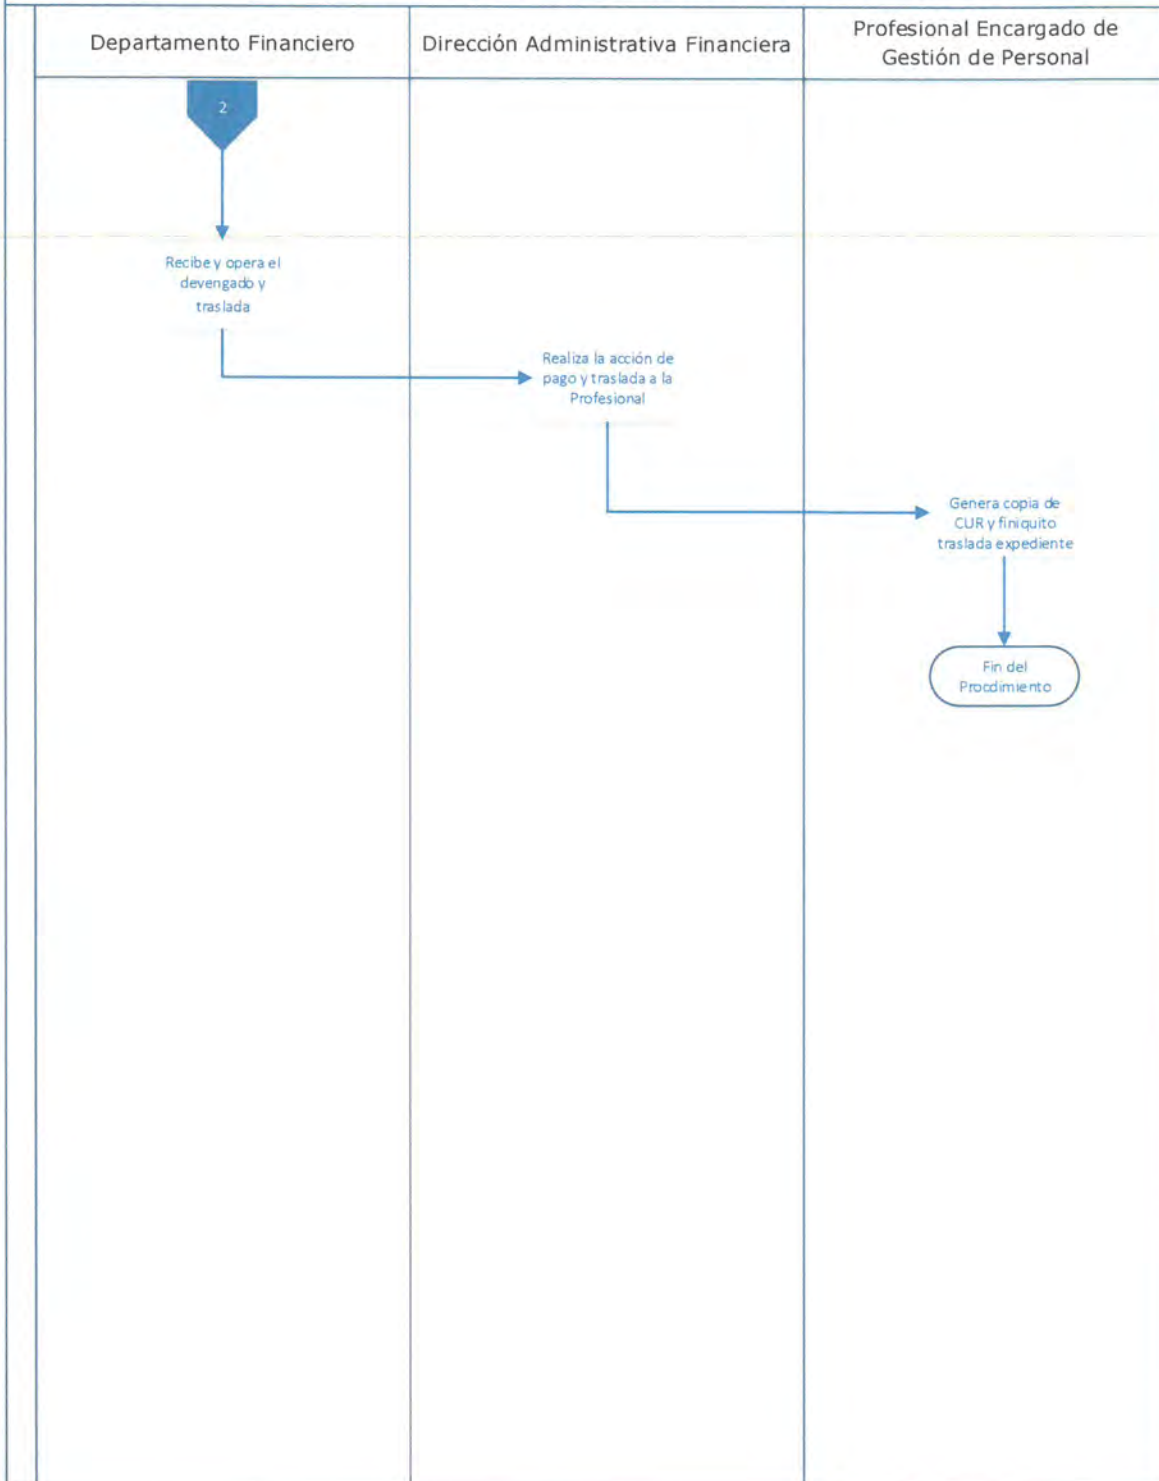 Departamento Financiero
Dirección Administrativa Financiera
Profesional Encargado de
Gestión de Personal
2
Recibe y opera el
devengado y
traslada
Realiza la acción de
pago y traslada a la
Profesional
Genera copia de
CUR y finiquito
traslada expediente
Fin del
Procdimiento